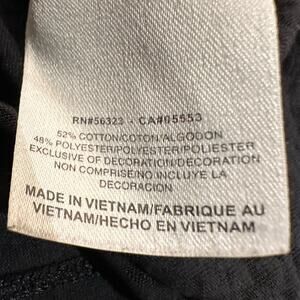 RN#56323 - CA#05553
52% COTTON/COTON/ALGODON
48% POLYESTER/POLYESTER/POLIESTER
EXCLUSIVE OF DECORATION/DECORATION
NON COMPRISE/NO INCLUYE LA
DECORACION
MADE IN VIETNAM/FABRIQUE AU
VIETNAM/HECHO EN VIETNAM